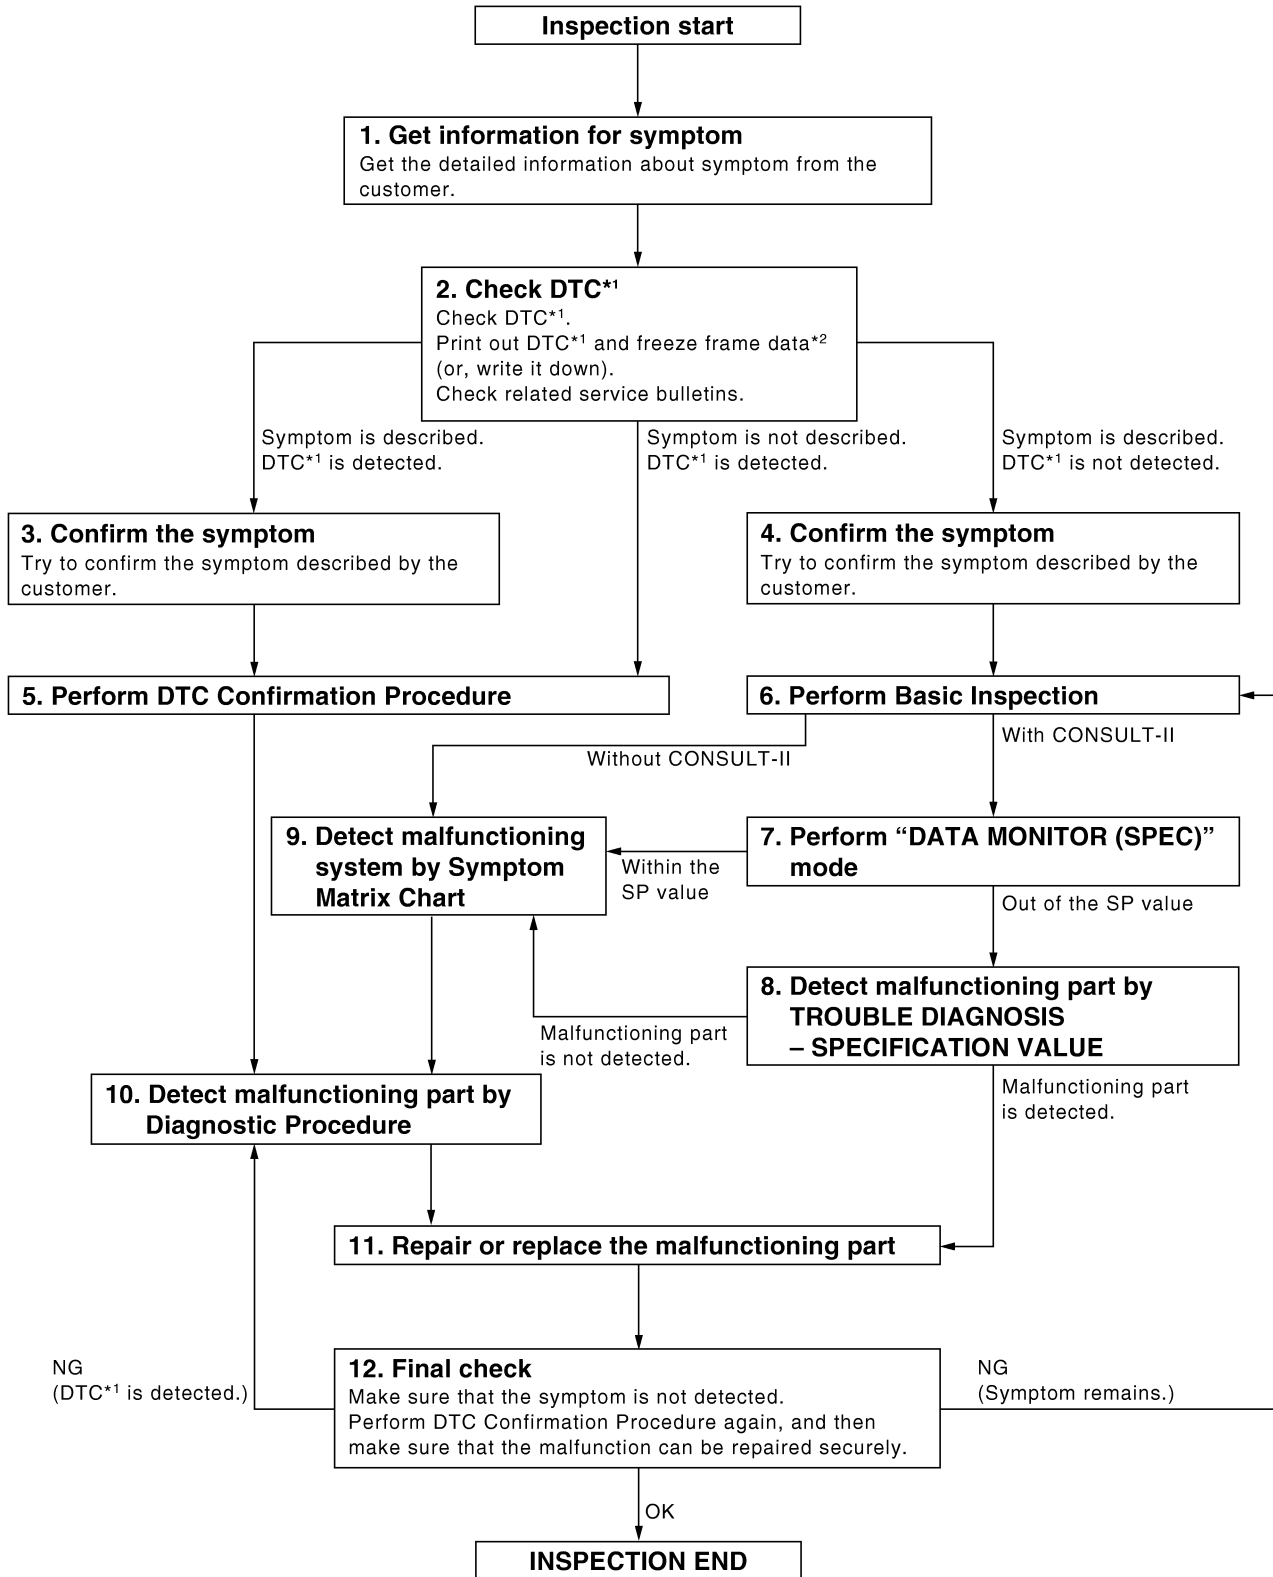 Inspection start
1. Get information for symptom
Get the detailed information about symptom from the
customer.
2. Check DTC*1
Check DTC*1.
Print out DTC*1 and freeze frame data*2
(or, write it down).
Check related service bulletins.
Symptom is described.
DTC*1 is detected.
Symptom is not described.
DTC*1 is detected.
Symptom is described.
DTC*1 is not detected.
3. Confirm the symptom
Try to confirm the symptom described by the
customer.
4. Confirm the symptom
Try to confirm the symptom described by the
customer.
5. Perform DTC Confirmation Procedure
6. Perform Basic Inspection
Without CONSULT-II
With CONSULT-II
9. Detect malfunctioning
system by Symptom
Matrix Chart
Within the
SP value
7. Perform “DATA MONITOR (SPEC)”
mode
Out of the SP value
8. Detect malfunctioning part by
TROUBLE DIAGNOSIS
– SPECIFICATION VALUE
Malfunctioning part
is not detected.
Malfunctioning part
is detected.
10. Detect malfunctioning part by
Diagnostic Procedure
11. Repair or replace the malfunctioning part
NG
(DTC*1 is detected.)
12. Final check
Make sure that the symptom is not detected.
Perform DTC Confirmation Procedure again, and then
make sure that the malfunction can be repaired securely.
NG
(Symptom remains.)
OK
INSPECTION END